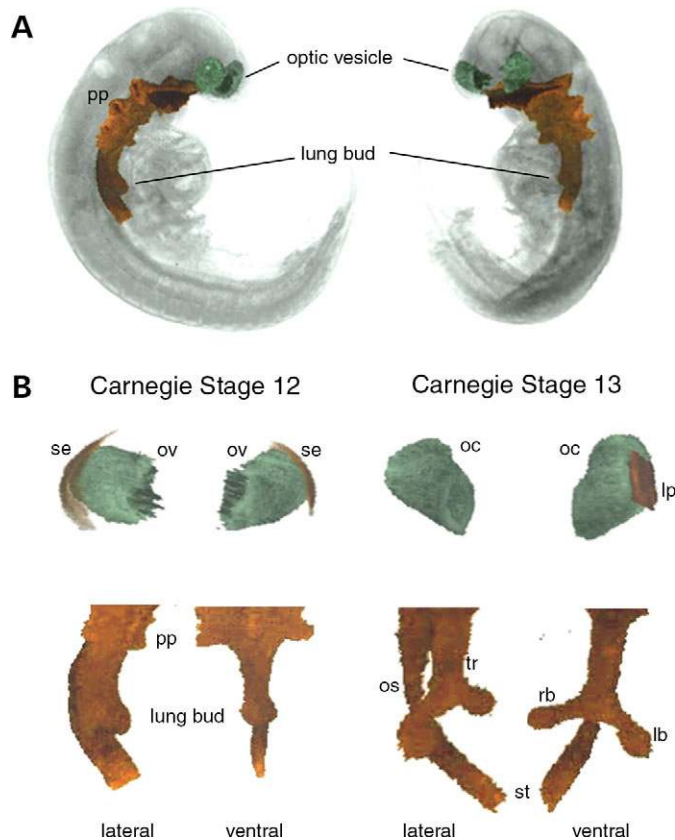 A
optic vesicle
pp
lung bud
B
Carnegie Stage 12
Carnegie Stage 13
se
ov
ov
se
oc
oc
lp
pp
lung bud
os
tr
rb
lb
st
lateral
ventral
lateral
ventral